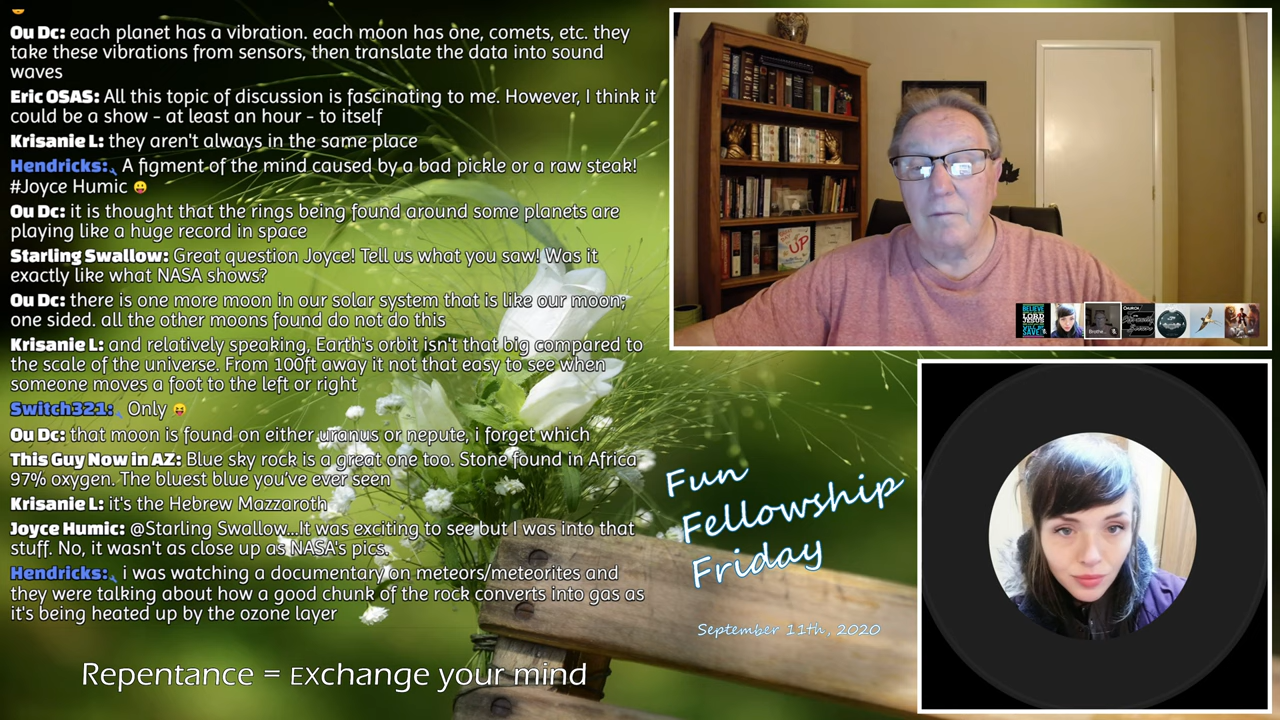 Ou Dc: each planet has a vibration. each moon has one, comets, etc. they
take these vibrations from sensors, then translate the data into sound
waves
Eric OSAS: All this topic of discussion is fascinating to me. However, I think it
could be a show - at least an hour - to itself
Krisanie L: they aren't always in the same place
Hendricks: A figment of the mind caused by a bad pickle or a raw steak!
#Joyce Humic 😛
Ou Dc: it is thought that the rings being found around some planets are
playing like a huge record in space
Starling Swallow: Great question Joyce! Tell us what you saw! Was it
exactly like what NASA shows?
Ou Dc: there is one more moon in our solar system that is like our moon;
one sided. all the other moons found do not do this
Krisanie L: and relatively speaking, Earth's orbit isn't that big compared to
the scale of the universe. From 100ft away it not that easy to see when
someone moves a foot to the left or right
Switch321: Only 😝
Ou Dc: that moon is found on either uranus or nepute, i forget which
This Guy Now in AZ: Blue sky rock is a great one too. Stone found in Africa
97% oxygen. The bluest blue you've ever seen
Krisanie L: it's the Hebrew Mazzaroth
Joyce Humic: @Starling Swallow...It was exciting to see but I was into that
stuff. No, it wasn't as close up as NASA's pics.
Hendricks: i was watching a documentary on meteors/meteorites and
they were talking about how a good chunk of the rock converts into gas as
it's being heated up by the ozone layer
Repentance = EXchange your mind
Fun
Fellowship
Friday
September 11th, 2020
UP
BELIEVE
LORD
JESUS
SAVE
Brothe...
CHURCH